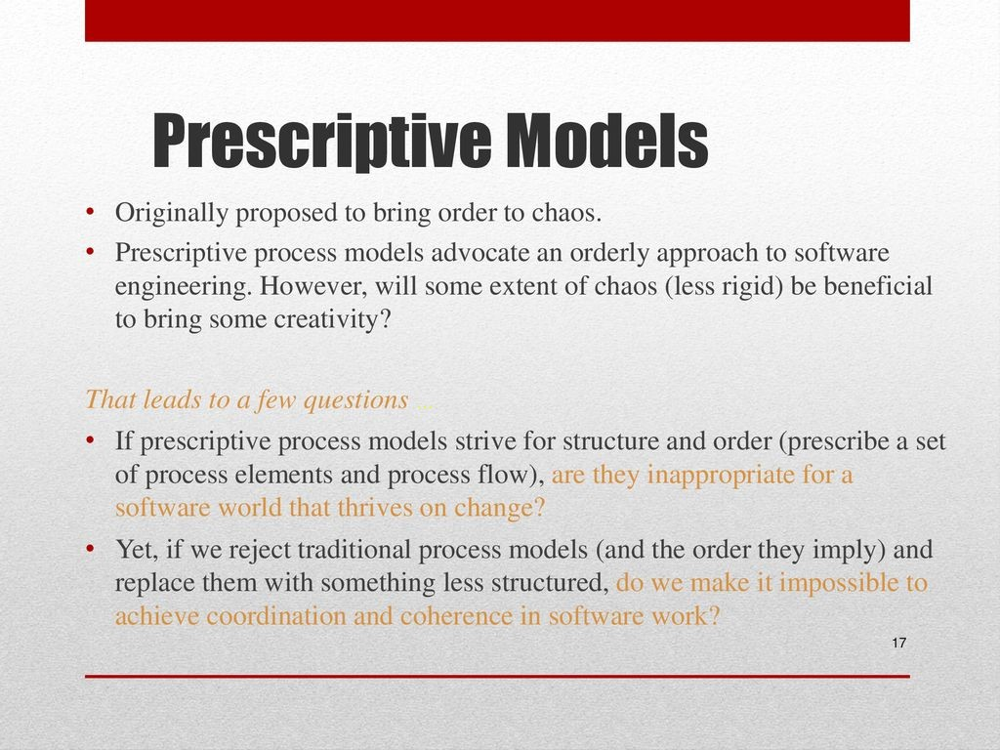 Prescriptive Models
• Originally proposed to bring order to chaos.
• Prescriptive process models advocate an orderly approach to software
engineering. However, will some extent of chaos (less rigid) be beneficial
to bring some creativity?
That leads to a few questions ...
• If prescriptive process models strive for structure and order (prescribe a set
of process elements and process flow), are they inappropriate for a
software world that thrives on change?
• Yet, if we reject traditional process models (and the order they imply) and
replace them with something less structured, do we make it impossible to
achieve coordination and coherence in software work?
17